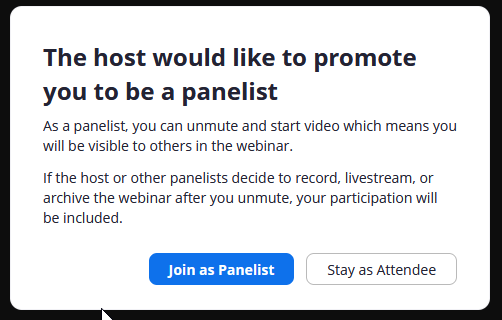 The host would like to promote
you to be a panelist
As a panelist, you can unmute and start video which means you
will be visible to others in the webinar.
If the host or other panelists decide to record, livestream, or
archive the webinar after you unmute, your participation will
be included.
Join as Panelist
Stay as Attendee